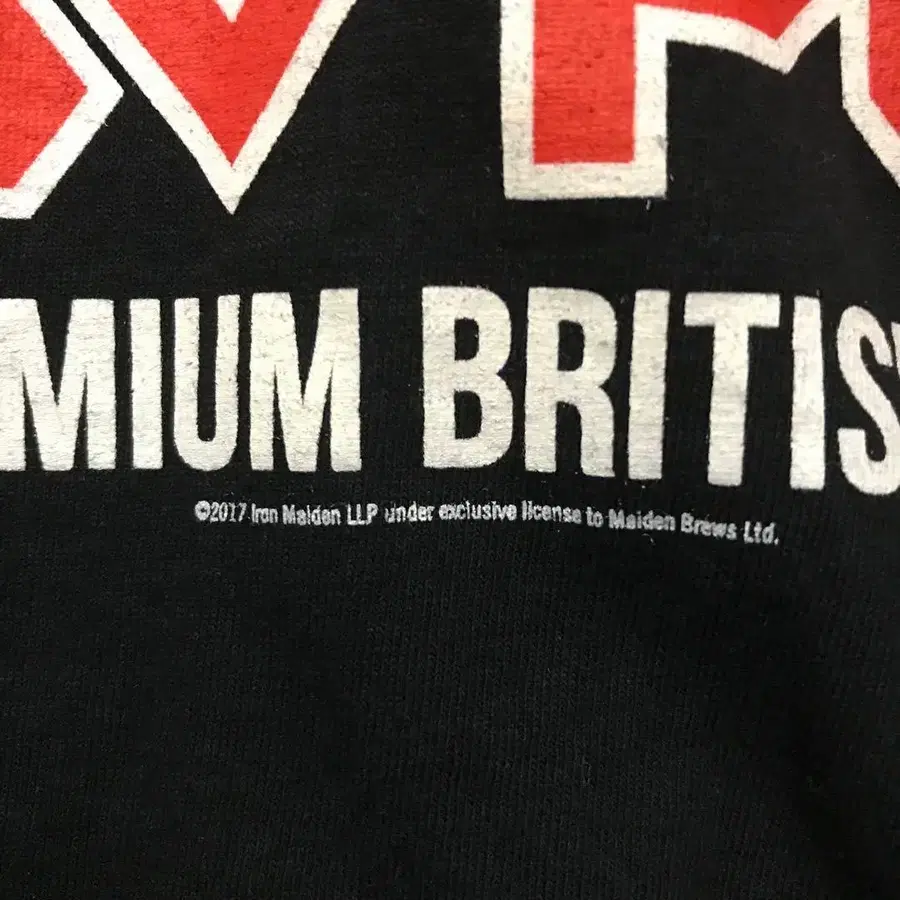 MIUM BRITIS
©2017 Iron Maiden LLP under exclusive license to Maiden Brews Ltd.